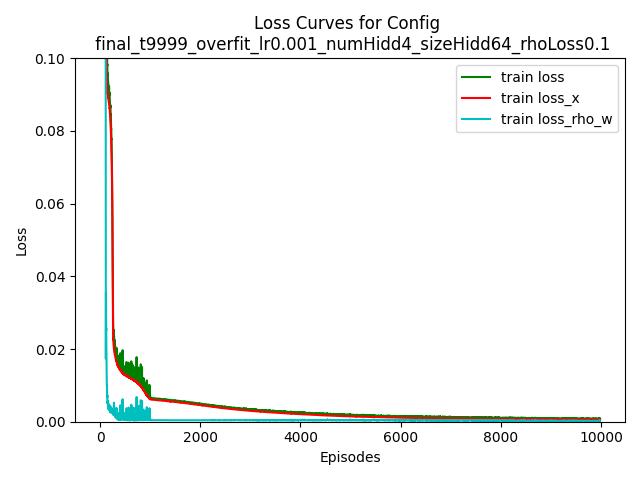 Loss Curves for Config
final_t9999_overfit_lr0.001_numHidd4_sizeHidd64_rhoLoss0.1
train loss
train loss_x
train loss_rho_w
0.10
0.08
0.06
0.04
0.02
0.00
Loss
0 2000 4000 6000 8000 10000
Episodes